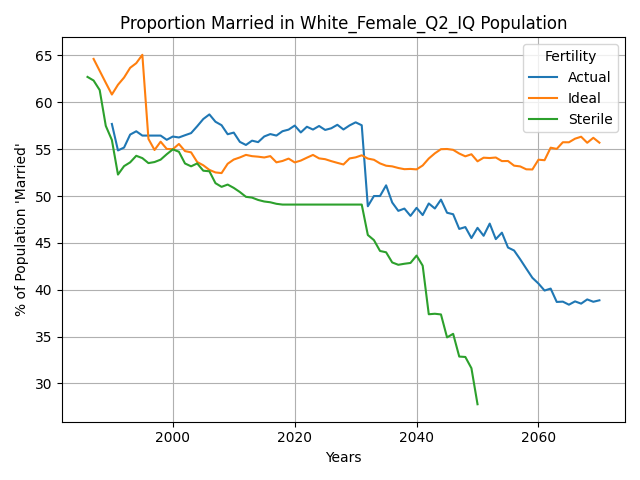 Proportion Married in White_Female_Q2_IQ Population
% of Population 'Married'
65
60
55
50
45
40
35
30
Fertility
Actual
Ideal
Sterile
2000 2020 2040 2060
Years